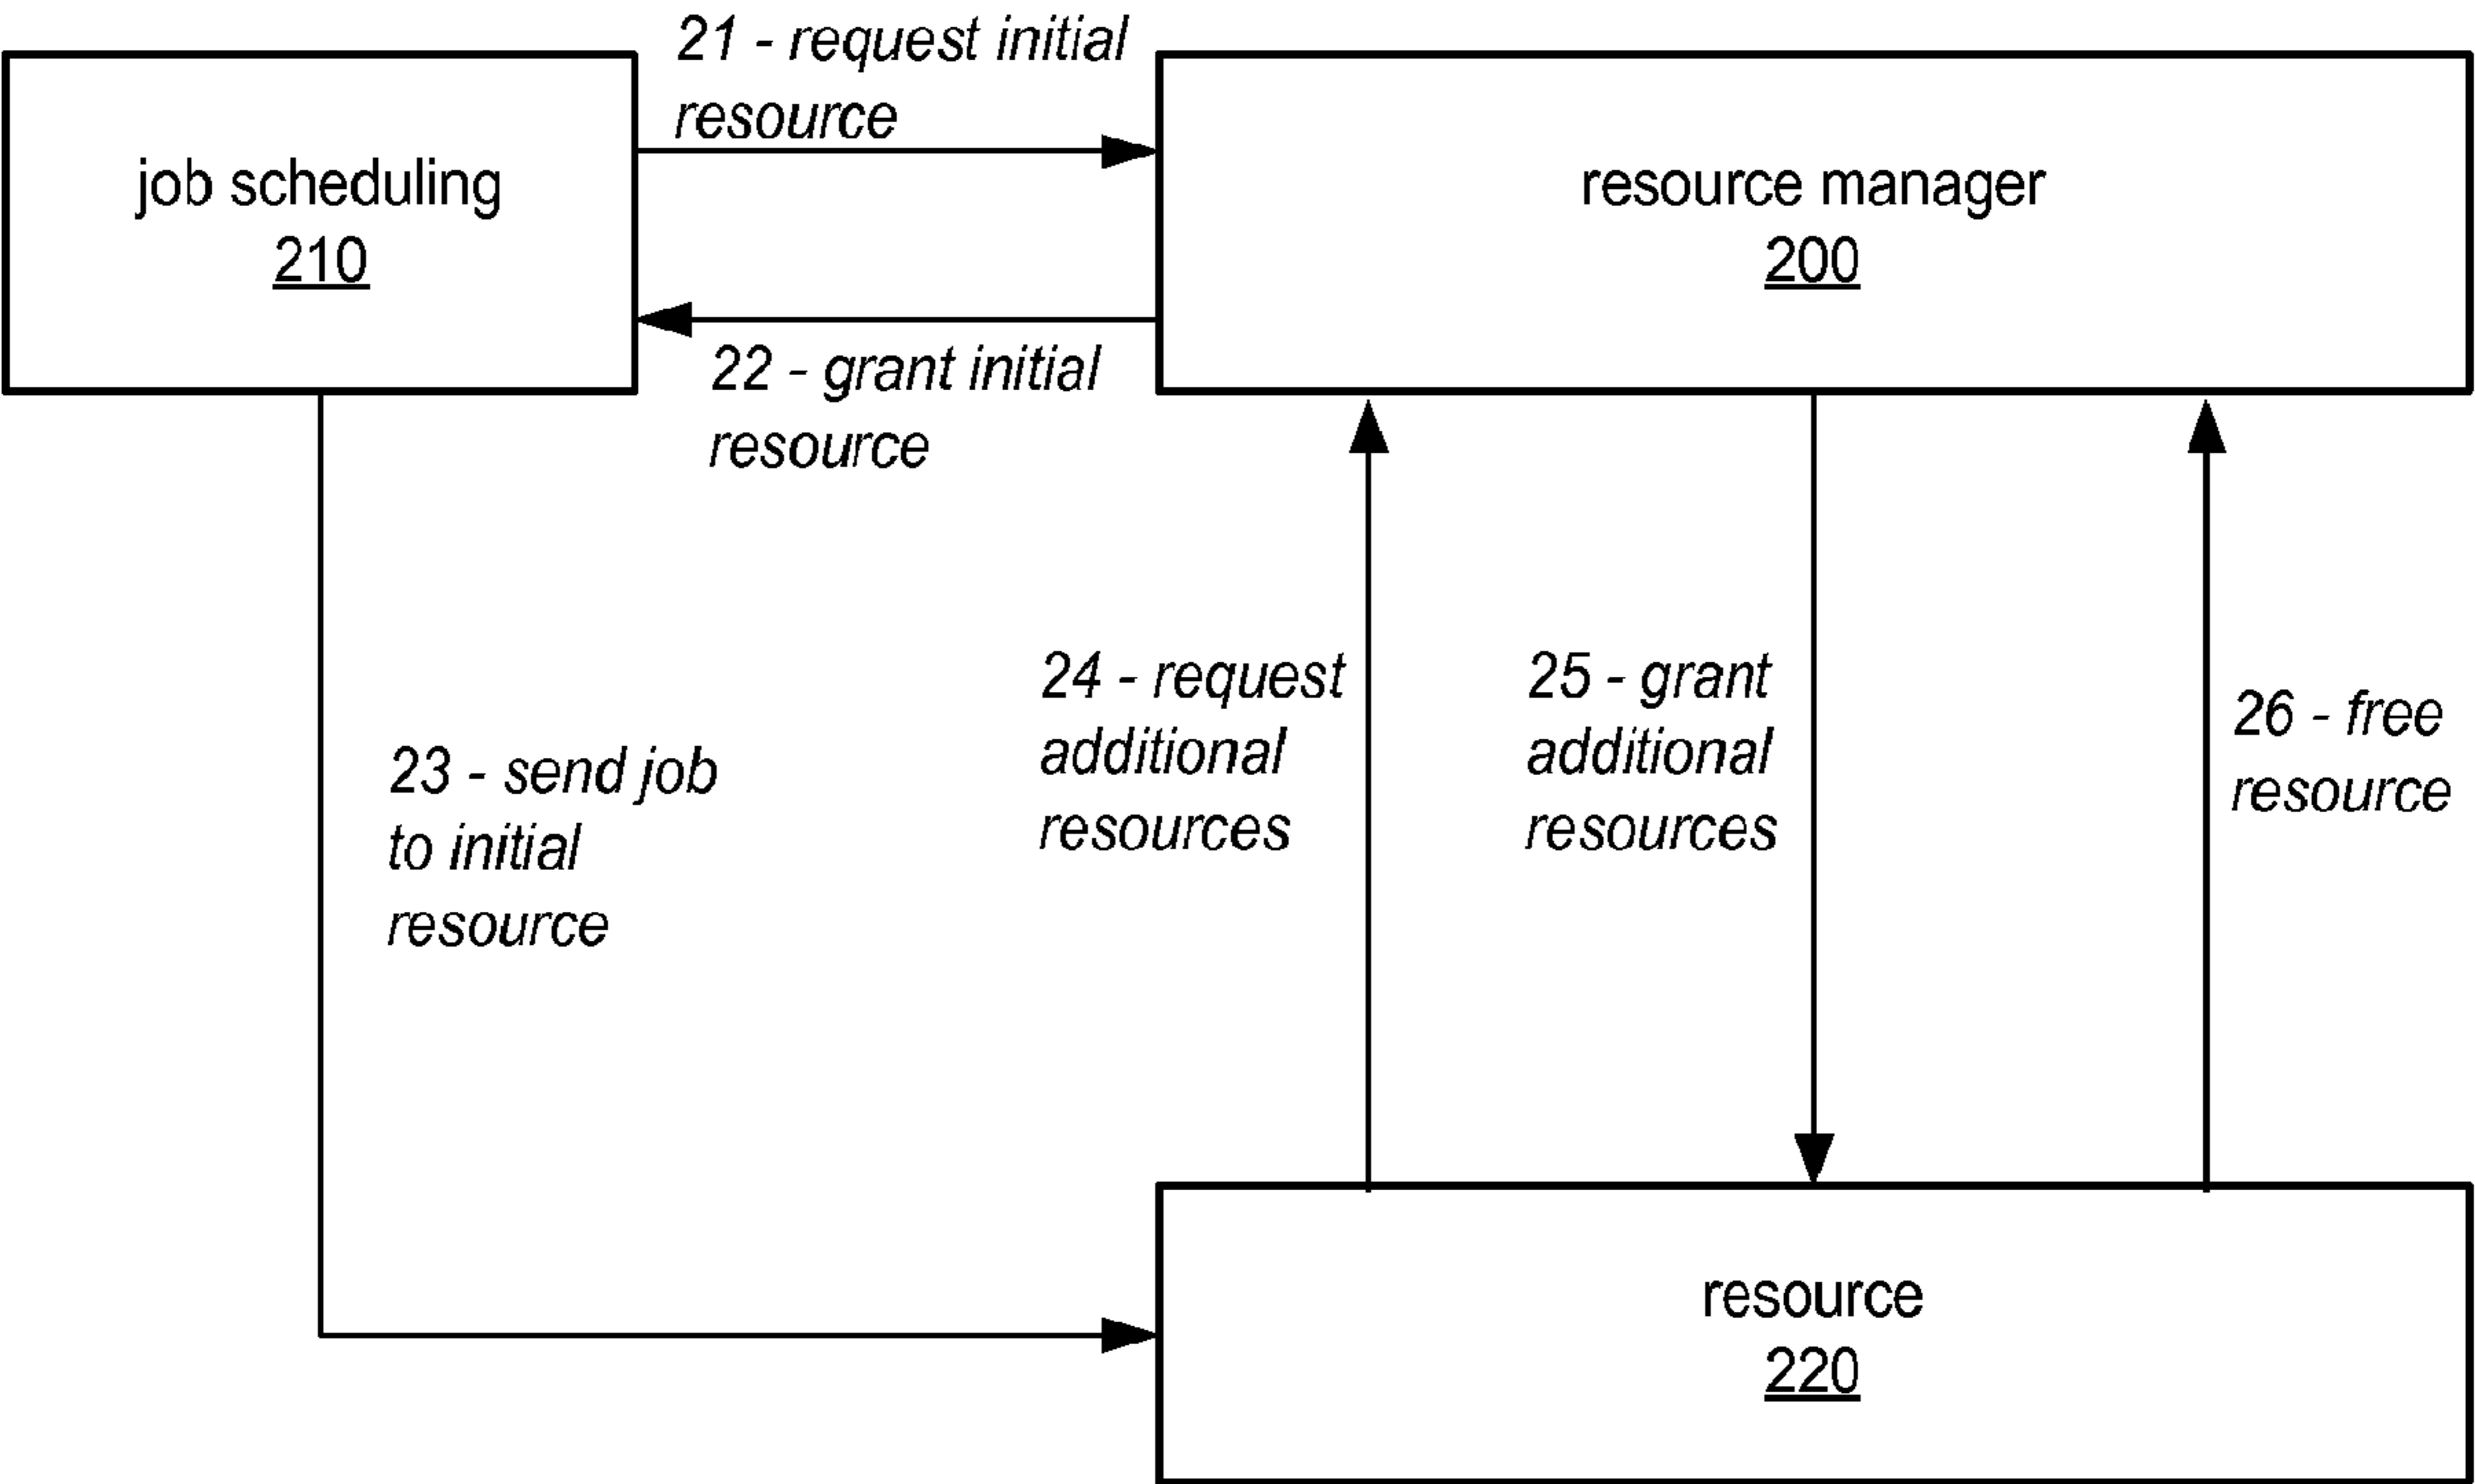 21 - request initial
resource
job scheduling
210
resource manager
200
22 - grant initial
resource
23 - send job
to initial
resource
24 - request
additional
resources
25 - grant
additional
resources
26 - free
resource
resource
220